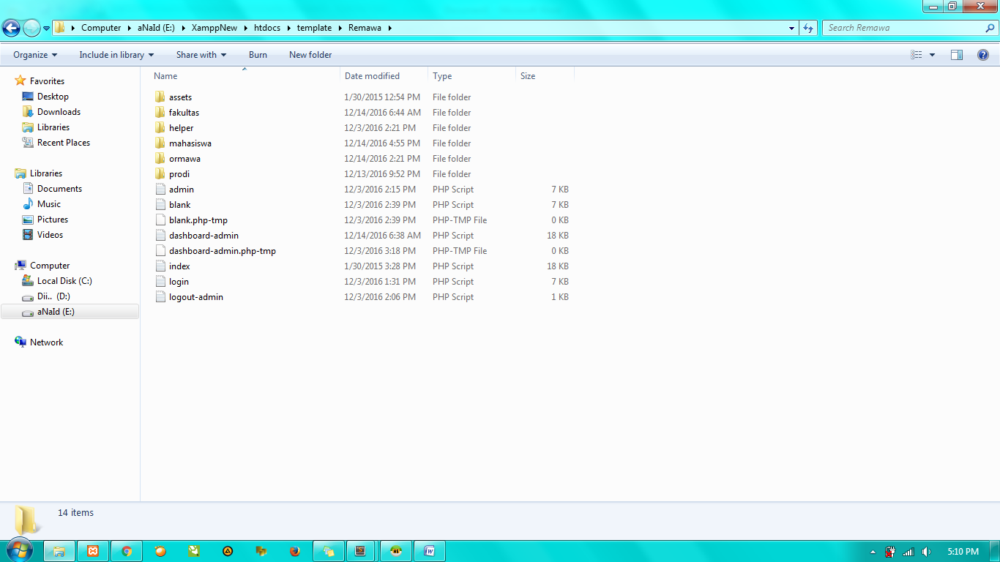 Computer aNaId (E:) XamppNew htdocs template Remawa Search Remawa
Organize Include in library Share with Burn New folder
Favorites
Desktop
Downloads
Libraries
Recent Places
Libraries
Documents
Music
Pictures
Videos
Computer
Local Disk (C:)
Dii.. (D:)
aNaId (E:)
Network
Name Date modified Type Size
assets 1/30/2015 12:54 PM File folder
fakultas 12/14/2016 6:44 AM File folder
helper 12/3/2016 2:21 PM File folder
mahasiswa 12/14/2016 4:55 PM File folder
ormawa 12/14/2016 2:21 PM File folder
prodi 12/13/2016 9:52 PM File folder
admin 12/3/2016 2:15 PM PHP Script 7 KB
blank 12/3/2016 2:39 PM PHP Script 7 KB
blank.php-tmp 12/3/2016 2:39 PM PHP-TMP File 0 KB
dashboard-admin 12/14/2016 6:38 AM PHP Script 18 KB
dashboard-admin.php-tmp 12/3/2016 3:18 PM PHP-TMP File 0 KB
index 1/30/2015 3:28 PM PHP Script 18 KB
login 12/3/2016 1:31 PM PHP Script 7 KB
logout-admin 12/3/2016 2:06 PM PHP Script 1 KB
14 items
5:10 PM